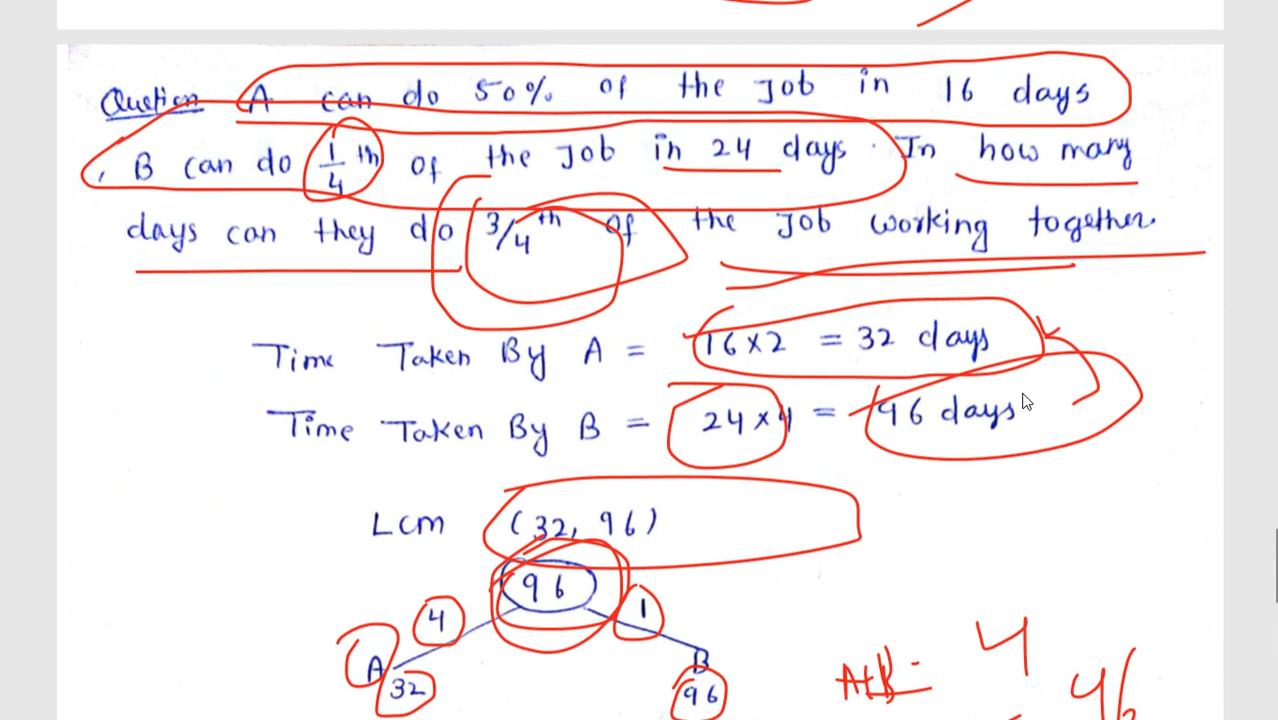 Question A can do 50% of the Job in 16 days
, B can do 1/4 th of the Job in 24 days. In how many
days can they do 3/4 th of the Job working together.
Time Taken By A = 16×2 = 32 days
Time Taken By B = 24×4 = 96 days
Lcm (32, 96)
96
4 1
A B
32 96
A+B = 4
96